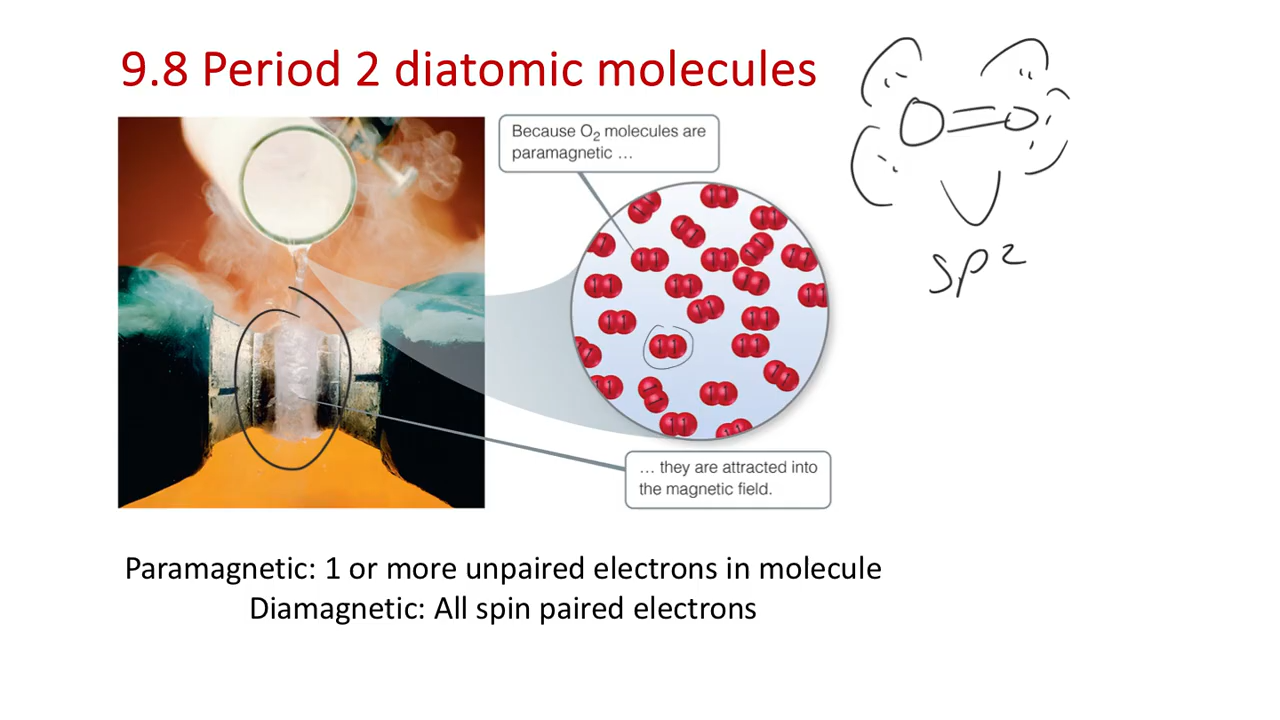 9.8 Period 2 diatomic molecules
Because O₂ molecules are
paramagnetic …
O=O
sp²
… they are attracted into
the magnetic field.
Paramagnetic: 1 or more unpaired electrons in molecule
Diamagnetic: All spin paired electrons